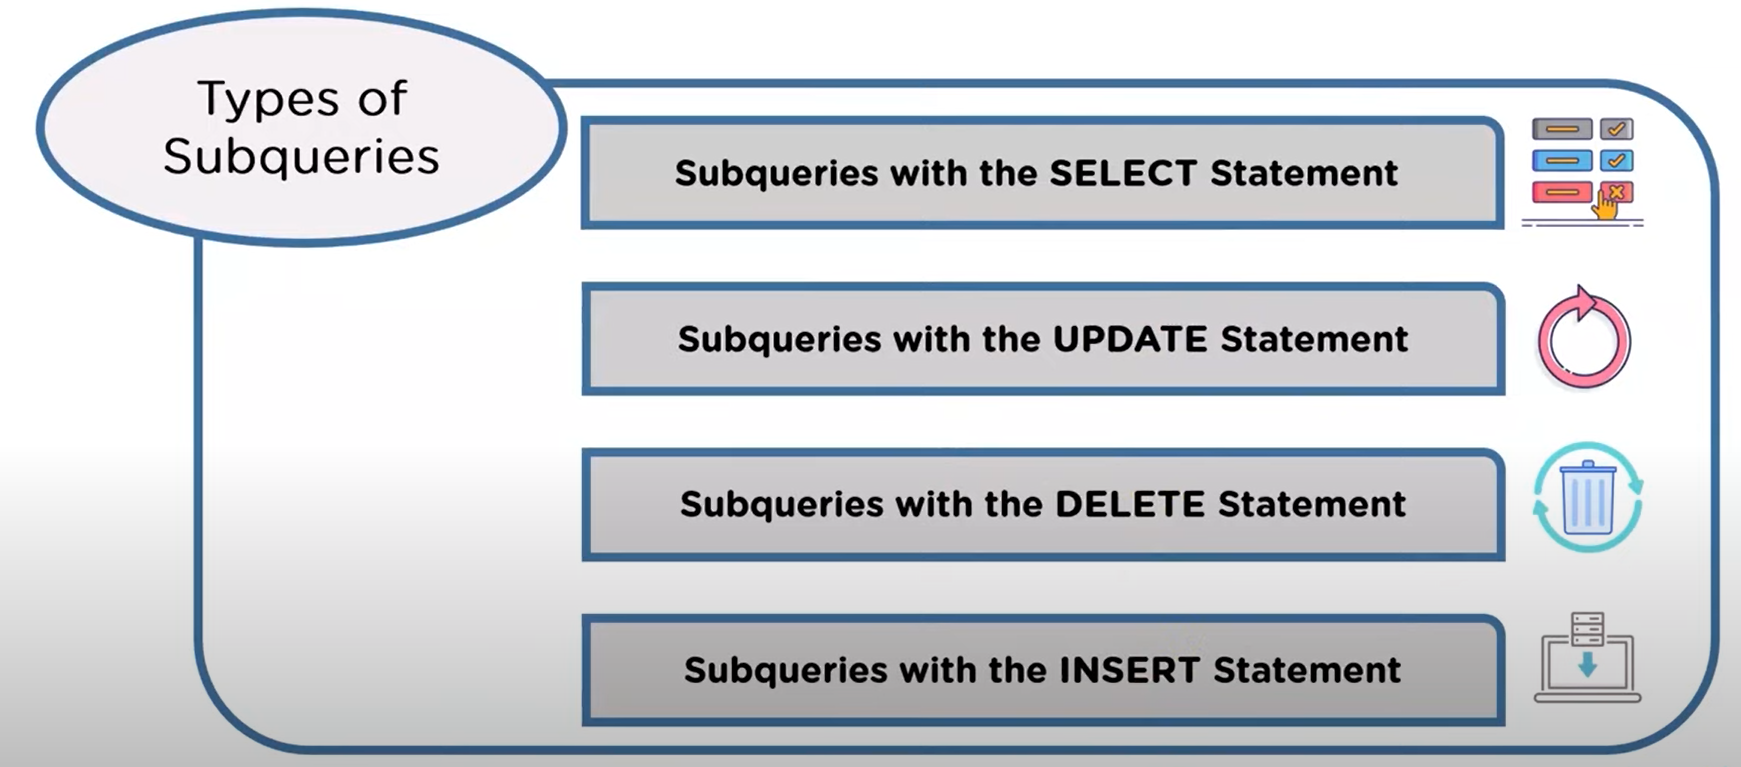 Types of
Subqueries
Subqueries with the SELECT Statement
Subqueries with the UPDATE Statement
Subqueries with the DELETE Statement
Subqueries with the INSERT Statement